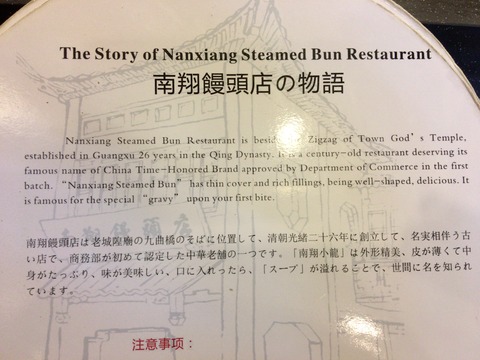 The Story of Nanxiang Steamed Bun Restaurant
南翔饅頭店の物語
Nanxiang Steamed Bun Restaurant is beside Zigzag of Town God's Temple,
established in Guangxu 26 years in the Qing Dynasty. It is a century-old restaurant deserving its
famous name of China Time-Honored Brand approved by Department of Commerce in the first
batch. “Nanxiang Steamed Bun” has thin cover and rich fillings, being well-shaped, delicious. It
is famous for the special “gravy” upon your first bite.
南翔饅頭店は老城隍廟の九曲橋のそばに位置して、清朝光緒二十六年に創立して、名実相伴う古
い店で、商務部が初めて認定した中華老舗の一つです。「南翔小籠」は外形精美、皮が薄くて中
身がたっぷり、味が美味しい、口に入れったら、「スープ」が溢れることで、世間に名を知られ
ています。
注意事项：